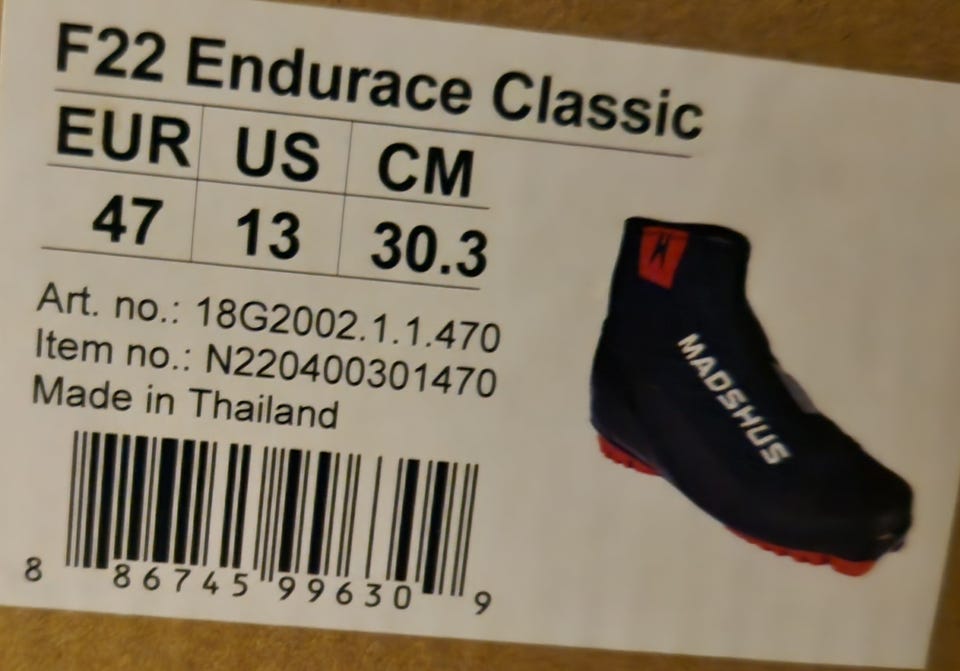 F22 Endurace Classic
EUR US CM
47 13 30.3
Art. no.: 18G2002.1.1.470
Item no.: N220400301470
Made in Thailand
MADSHUS
8 86745 99630 9